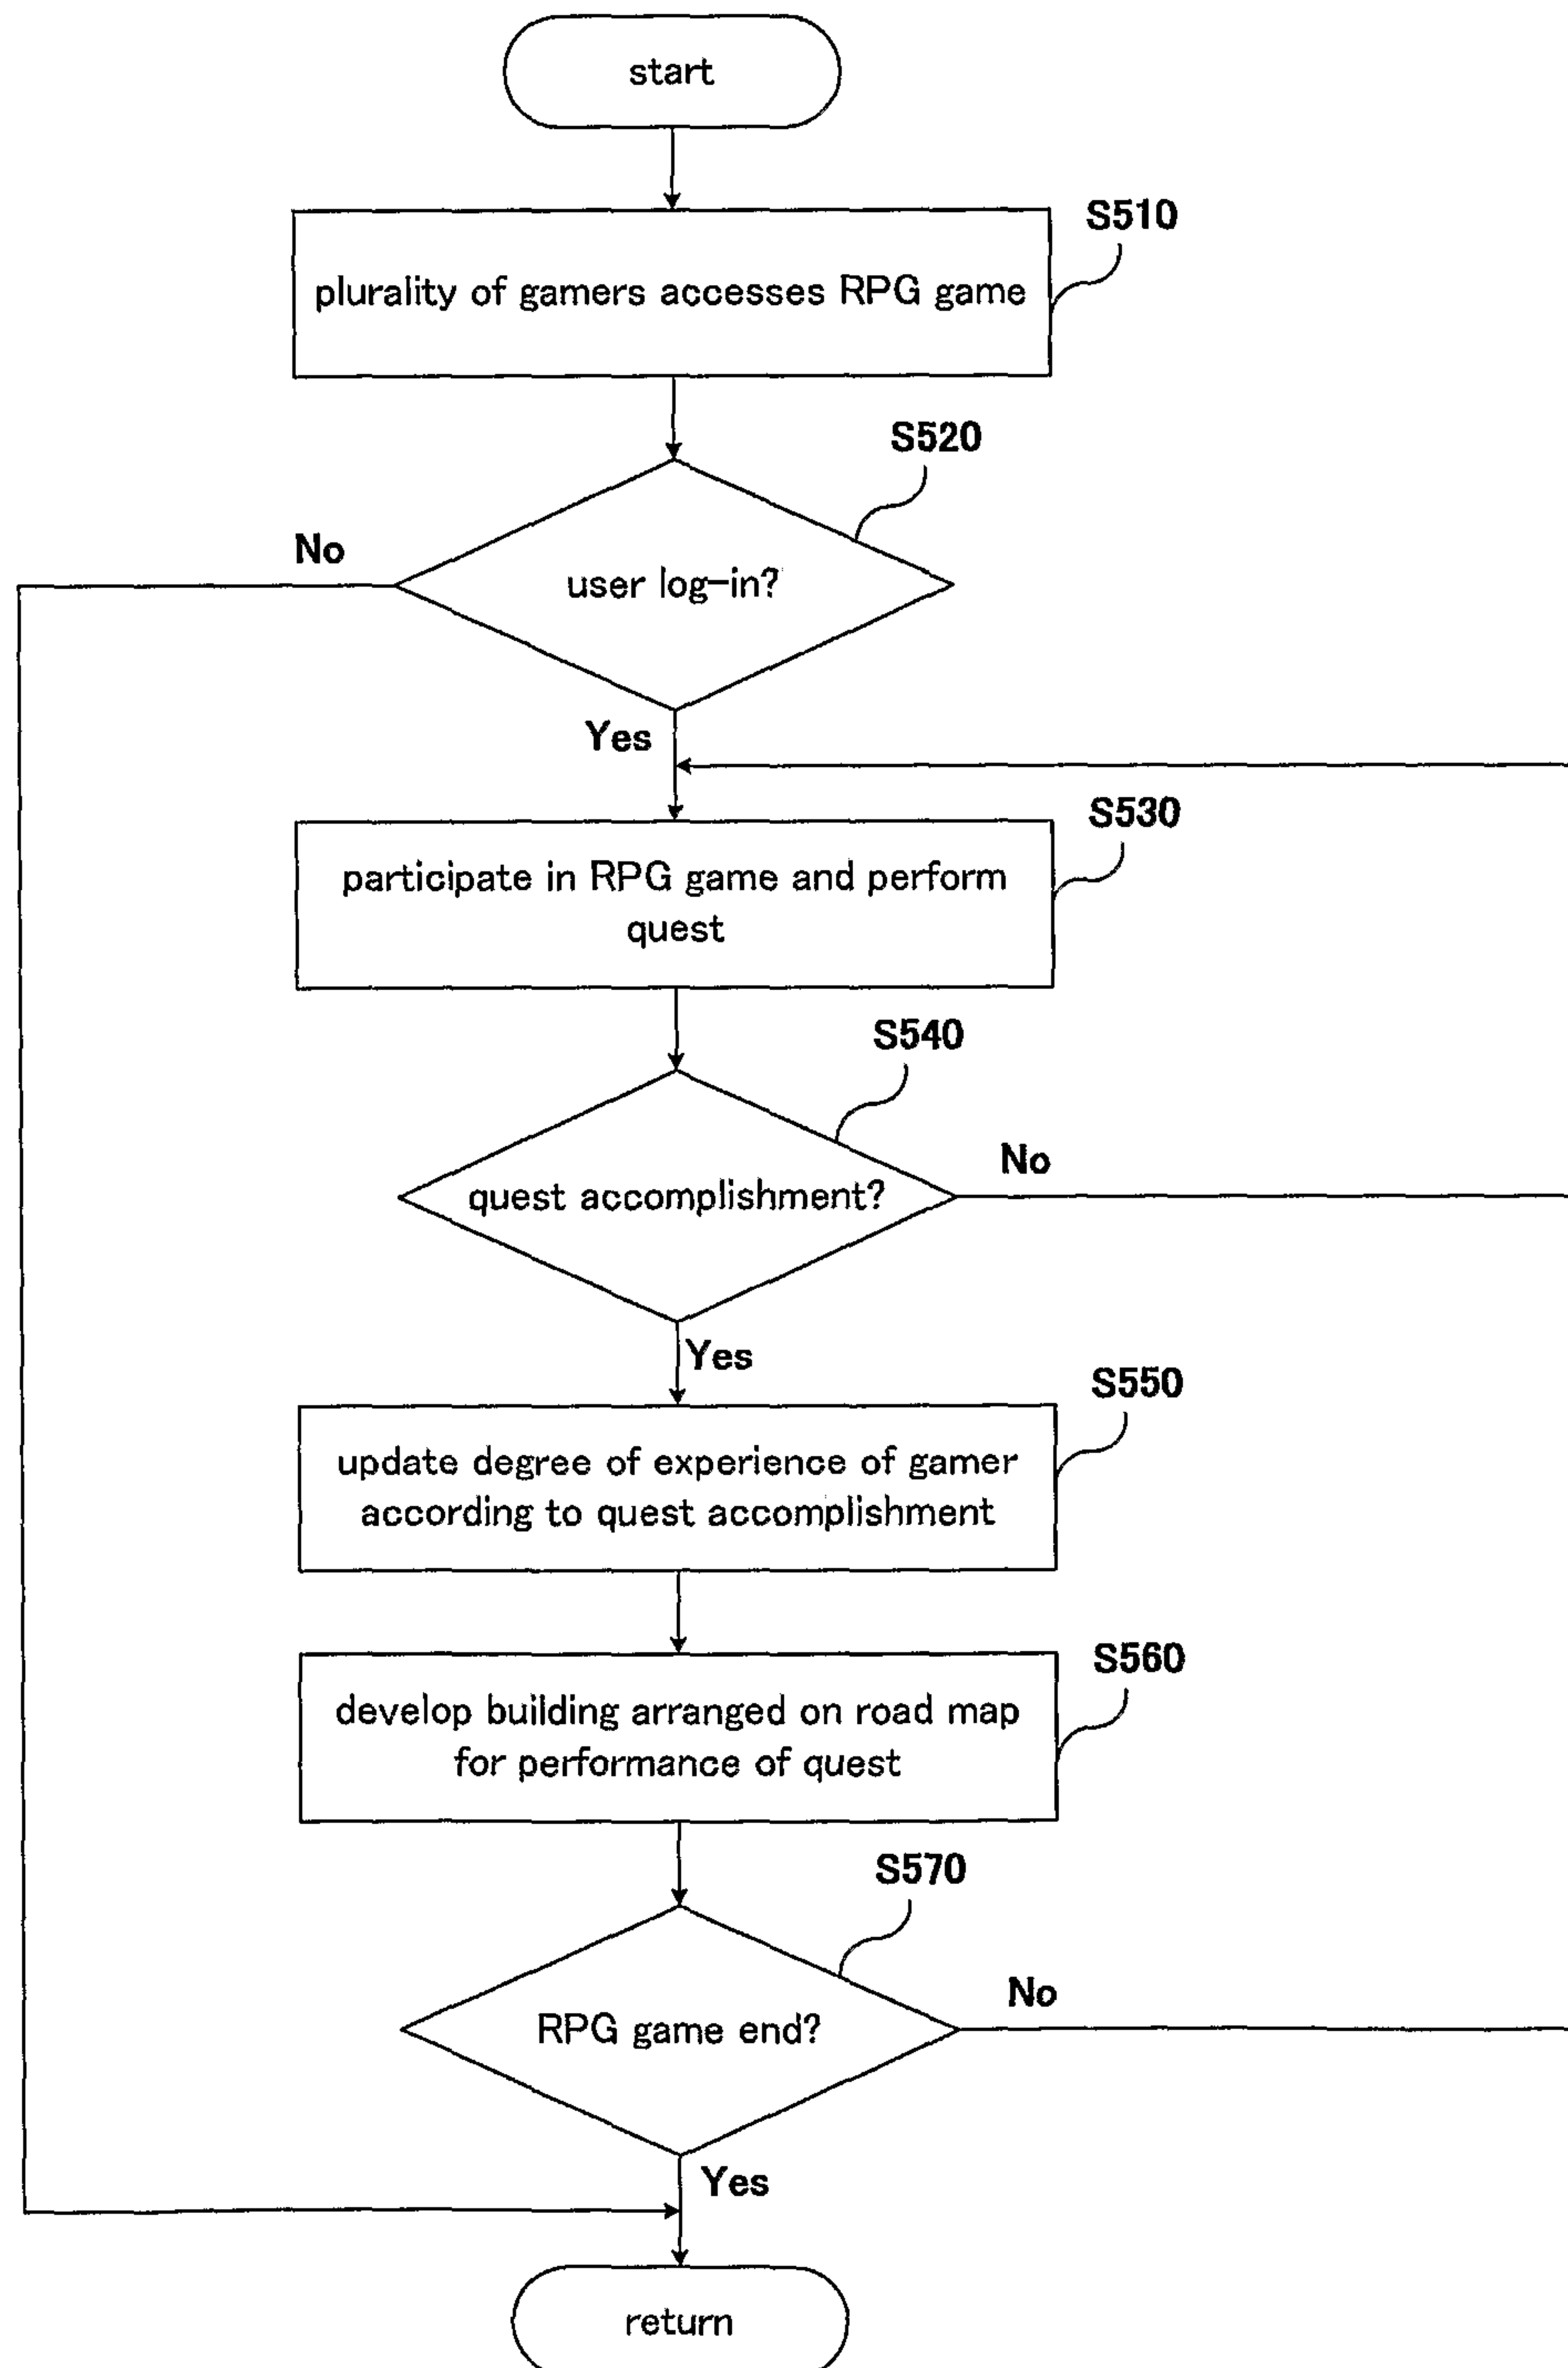 start
S510
plurality of gamers accesses RPG game
S520
No
user log-in?
Yes
S530
participate in RPG game and perform
quest
S540
No
quest accomplishment?
Yes
S550
update degree of experience of gamer
according to quest accomplishment
S560
develop building arranged on road map
for performance of quest
S570
No
RPG game end?
Yes
return